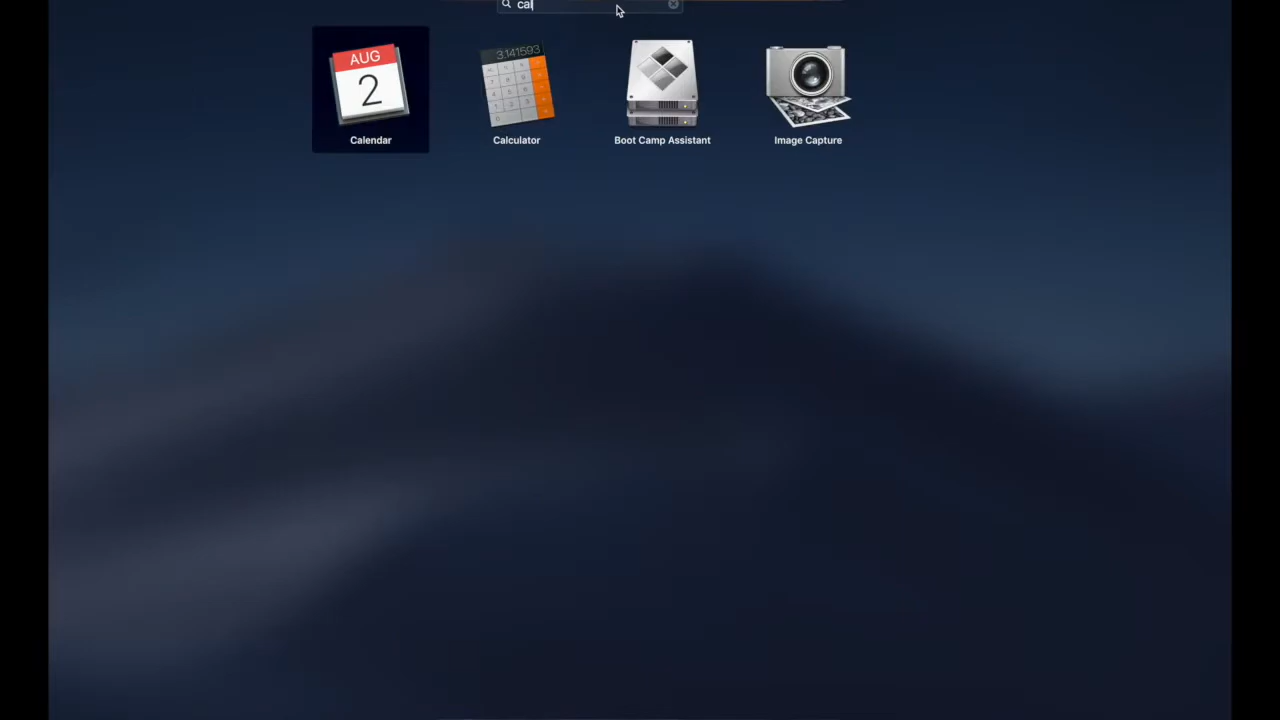 cal
AUG
2
3.141593
Calendar
Calculator
Boot Camp Assistant
Image Capture